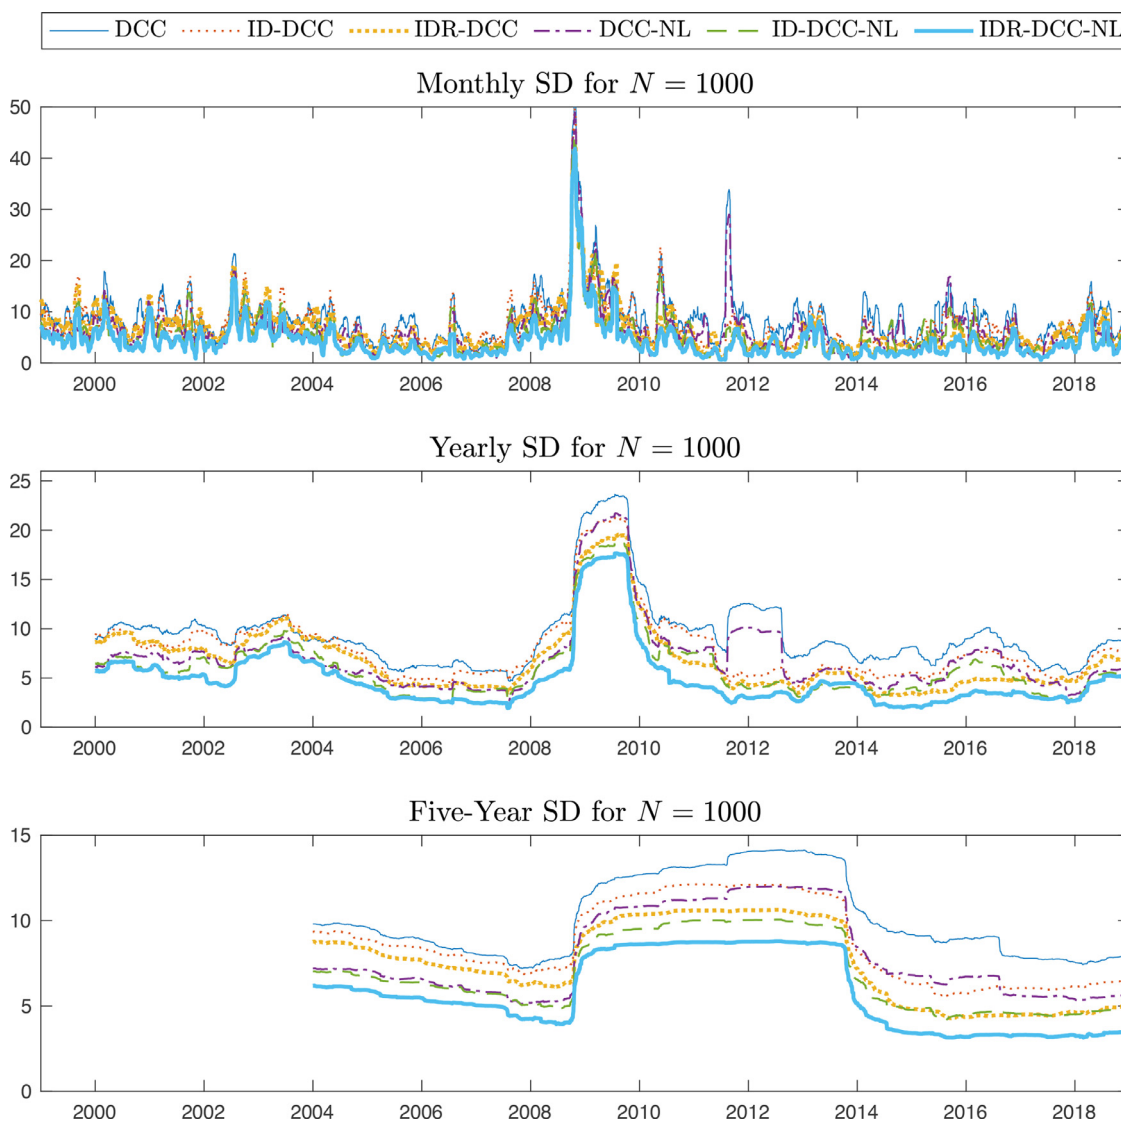 DCC ID-DCC IDR-DCC DCC-NL ID-DCC-NL IDR-DCC-NL
Monthly SD for N = 1000
50
40
30
20
10
0
2000 2002 2004 2006 2008 2010 2012 2014 2016 2018
Yearly SD for N = 1000
25
20
15
10
5
0
2000 2002 2004 2006 2008 2010 2012 2014 2016 2018
Five-Year SD for N = 1000
15
10
5
0
2000 2002 2004 2006 2008 2010 2012 2014 2016 2018